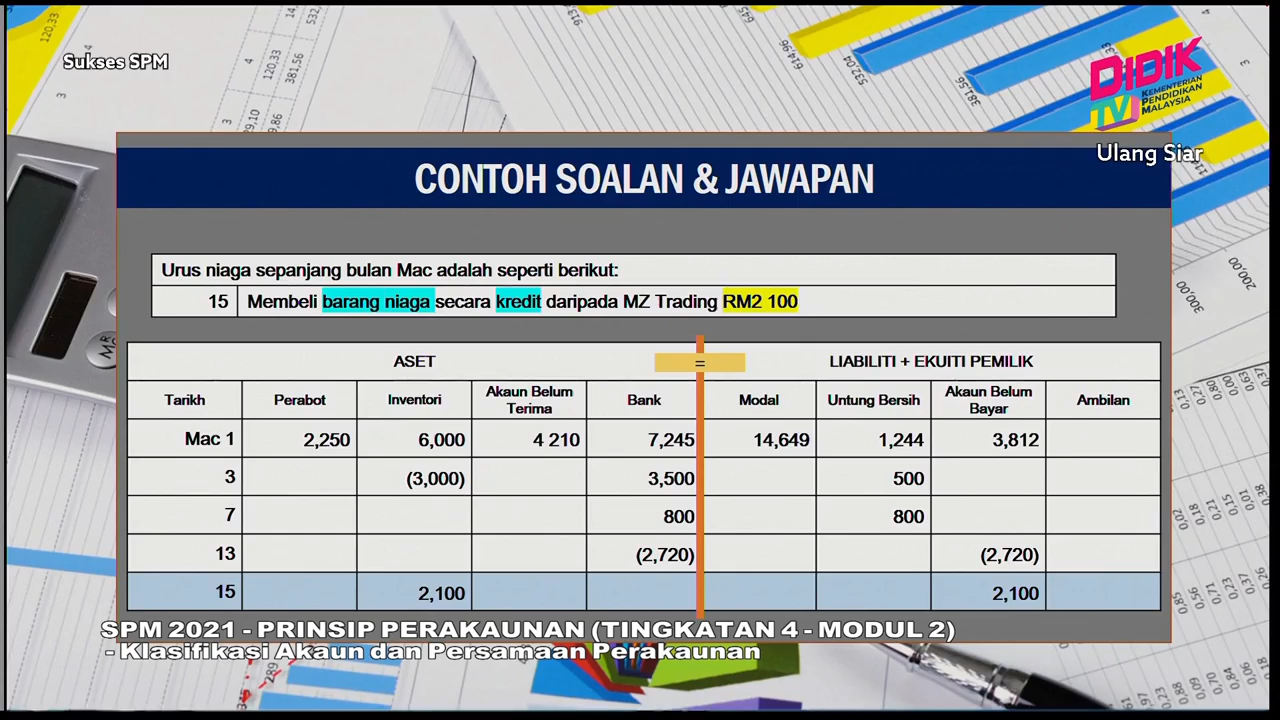 Sukses SPM
DIDIK
TV
KEMENTERIAN
PENDIDIKAN
MALAYSIA
Ulang Siar
CONTOH SOALAN & JAWAPAN
Urus niaga sepanjang bulan Mac adalah seperti berikut:
15 Membeli barang niaga secara kredit daripada MZ Trading RM2 100
ASET = LIABILITI + EKUITI PEMILIK
Tarikh Perabot Inventori Akaun Belum Terima Bank Modal Untung Bersih Akaun Belum Bayar Ambilan
Mac 1 2,250 6,000 4 210 7,245 14,649 1,244 3,812
3 (3,000) 3,500 500
7 800 800
13 (2,720) (2,720)
15 2,100 2,100
SPM 2021 - PRINSIP PERAKAUNAN (TINGKATAN 4 - MODUL 2)
- Klasifikasi Akaun dan Persamaan Perakaunan